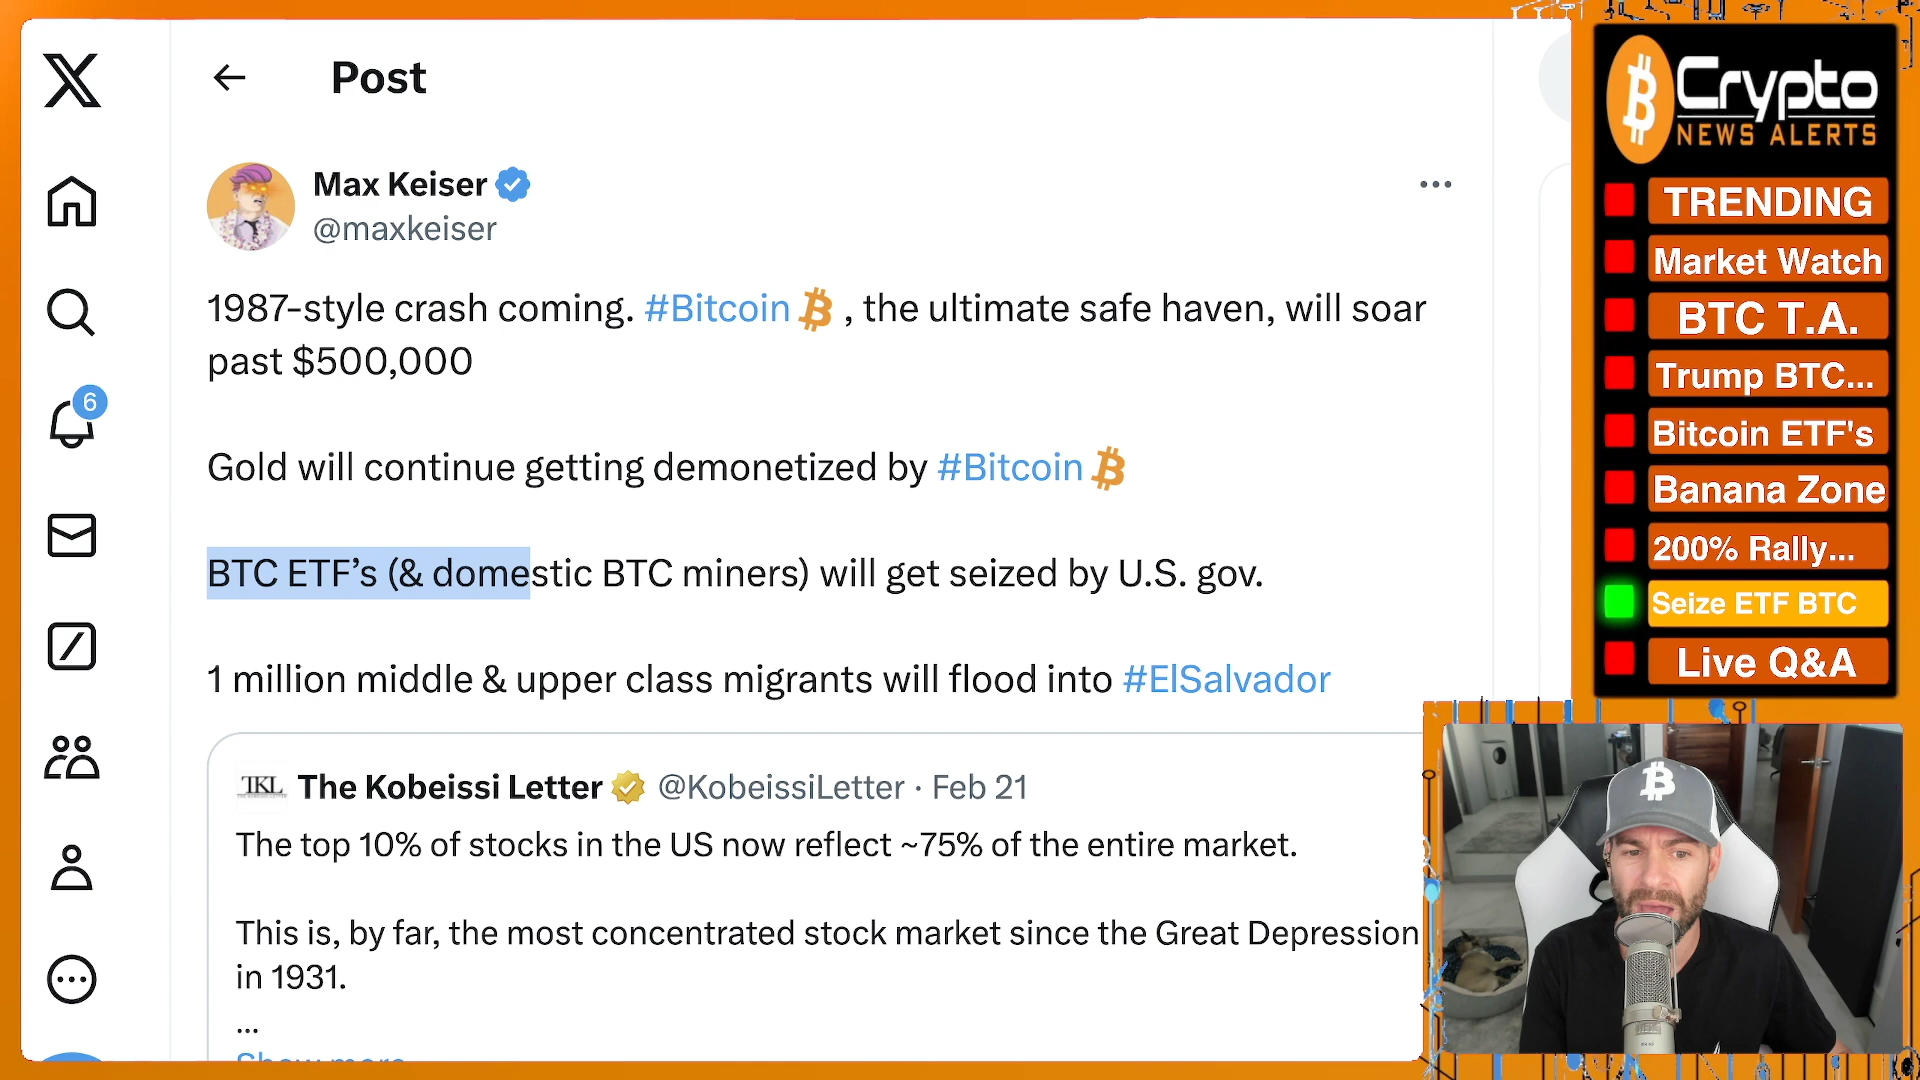 Post
Max Keiser
@maxkeiser
1987-style crash coming. #Bitcoin , the ultimate safe haven, will soar
past $500,000
Gold will continue getting demonetized by #Bitcoin
BTC ETF’s (& domestic BTC miners) will get seized by U.S. gov.
1 million middle & upper class migrants will flood into #ElSalvador
TKL The Kobeissi Letter @KobeissiLetter · Feb 21
The top 10% of stocks in the US now reflect ~75% of the entire market.
This is, by far, the most concentrated stock market since the Great Depression
in 1931.
...
Show more
6
Crypto
NEWS ALERTS
TRENDING
Market Watch
BTC T.A.
Trump BTC...
Bitcoin ETF's
Banana Zone
200% Rally...
Seize ETF BTC
Live Q&A